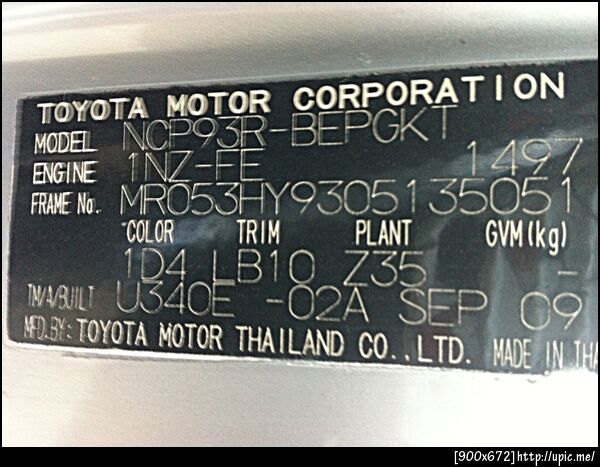 TOYOTA MOTOR CORPORATION
MODEL NCP93R-BEPGKT
ENGINE 1NZ-FE 1497
FRAME No. MR053HY9305135051
COLOR TRIM PLANT GVM(kg)
1D4 LB10 Z35 -
TM/A/BUILT U340E -02A SEP 09
MFD.BY: TOYOTA MOTOR THAILAND CO.,LTD. MADE IN THA
[900x672]http://upic.me/